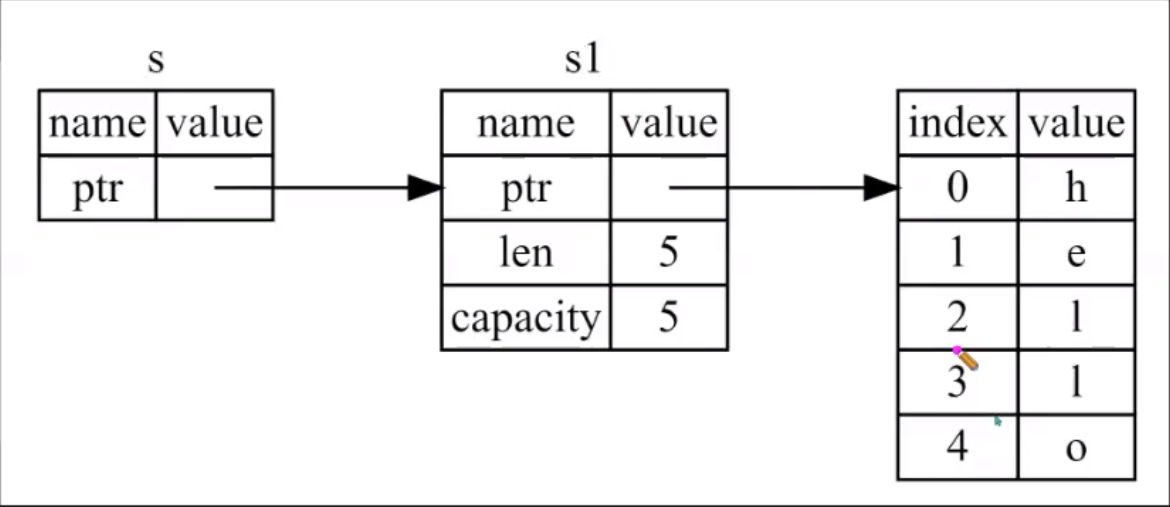 s
name value
ptr
s1
name value
ptr
len 5
capacity 5
index value
0 h
1 e
2 l
3 l
4 o